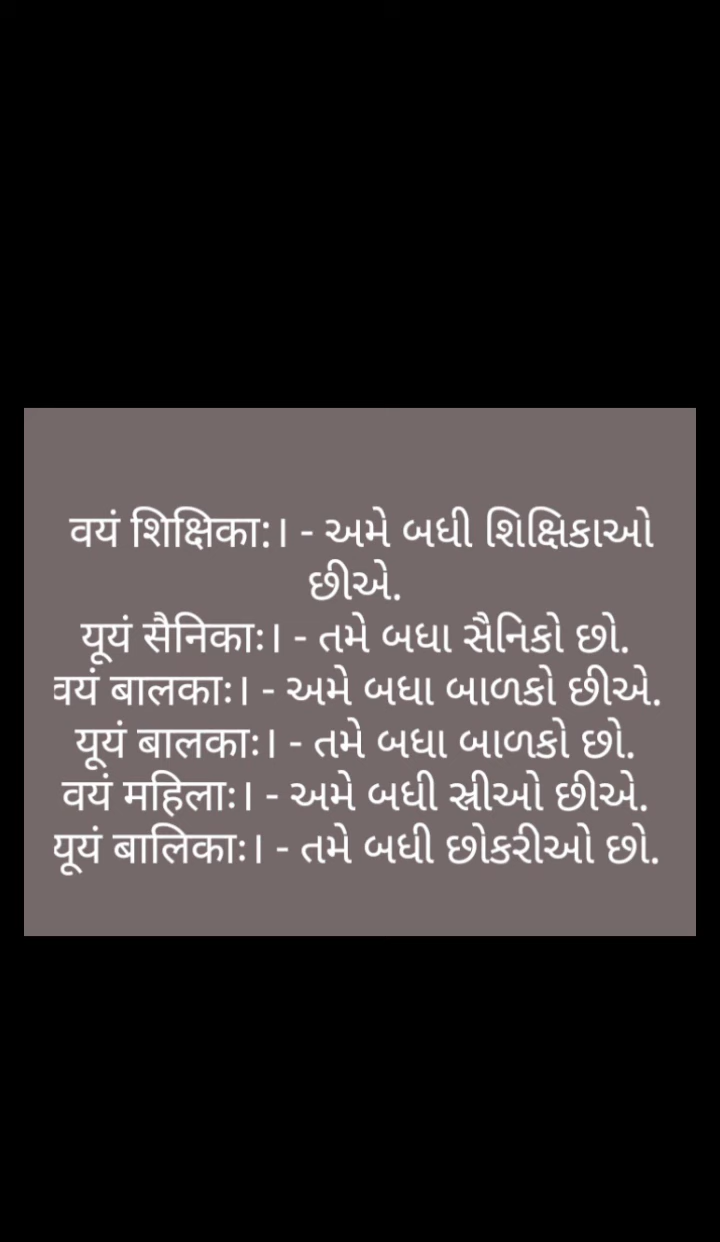 वयं शिक्षिका:। - અમે બધી શિક્ષિકાઓ
છીએ.
यूयं सैनिकाः। - તમે બધા સૈનિકો છો.
वयं बालकाः। - અમે બધા બાળકો છીએ.
यूयं बालकाः। - તમે બધા બાળકો છો.
वयं महिलाः। - અમે બધી સ્રીઓ છીએ.
यूयं बालिकाः। - તમે બધી છોકરીઓ છો.